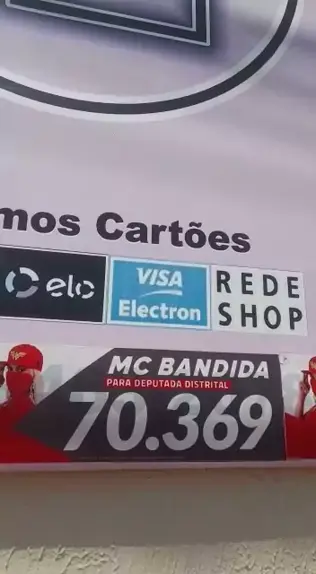 mos Cartões
elo
VISA
Electron
REDE
SHOP
MC BANDIDA
PARA DEPUTADA DISTRITAL
70.369